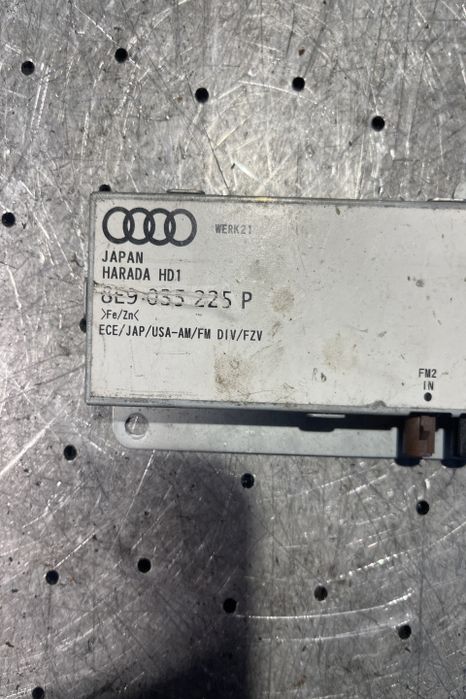 WERK21
JAPAN
HARADA HD1
8E9 035 225 P
>Fe/Zn<
ECE/JAP/USA-AM/FM DIV/FZV
FM2
IN